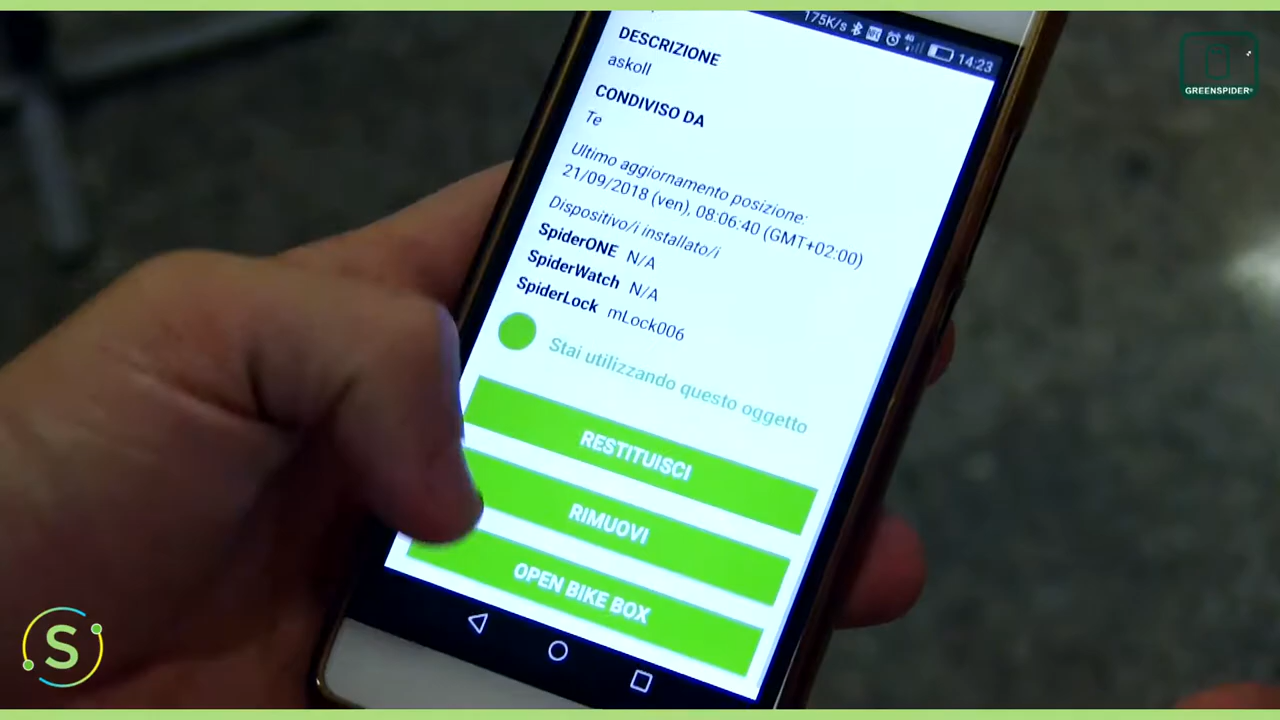 175K/s 4G 14:23
GREENSPIDER®
DESCRIZIONE
askoll
CONDIVISO DA
Te
Ultimo aggiornamento posizione:
21/09/2018 (ven), 08:06:40 (GMT+02:00)
Dispositivo/i installato/i
SpiderONE N/A
SpiderWatch N/A
SpiderLock mLock006
Stai utilizzando questo oggetto
RESTITUISCI
RIMUOVI
OPEN BIKE BOX
S